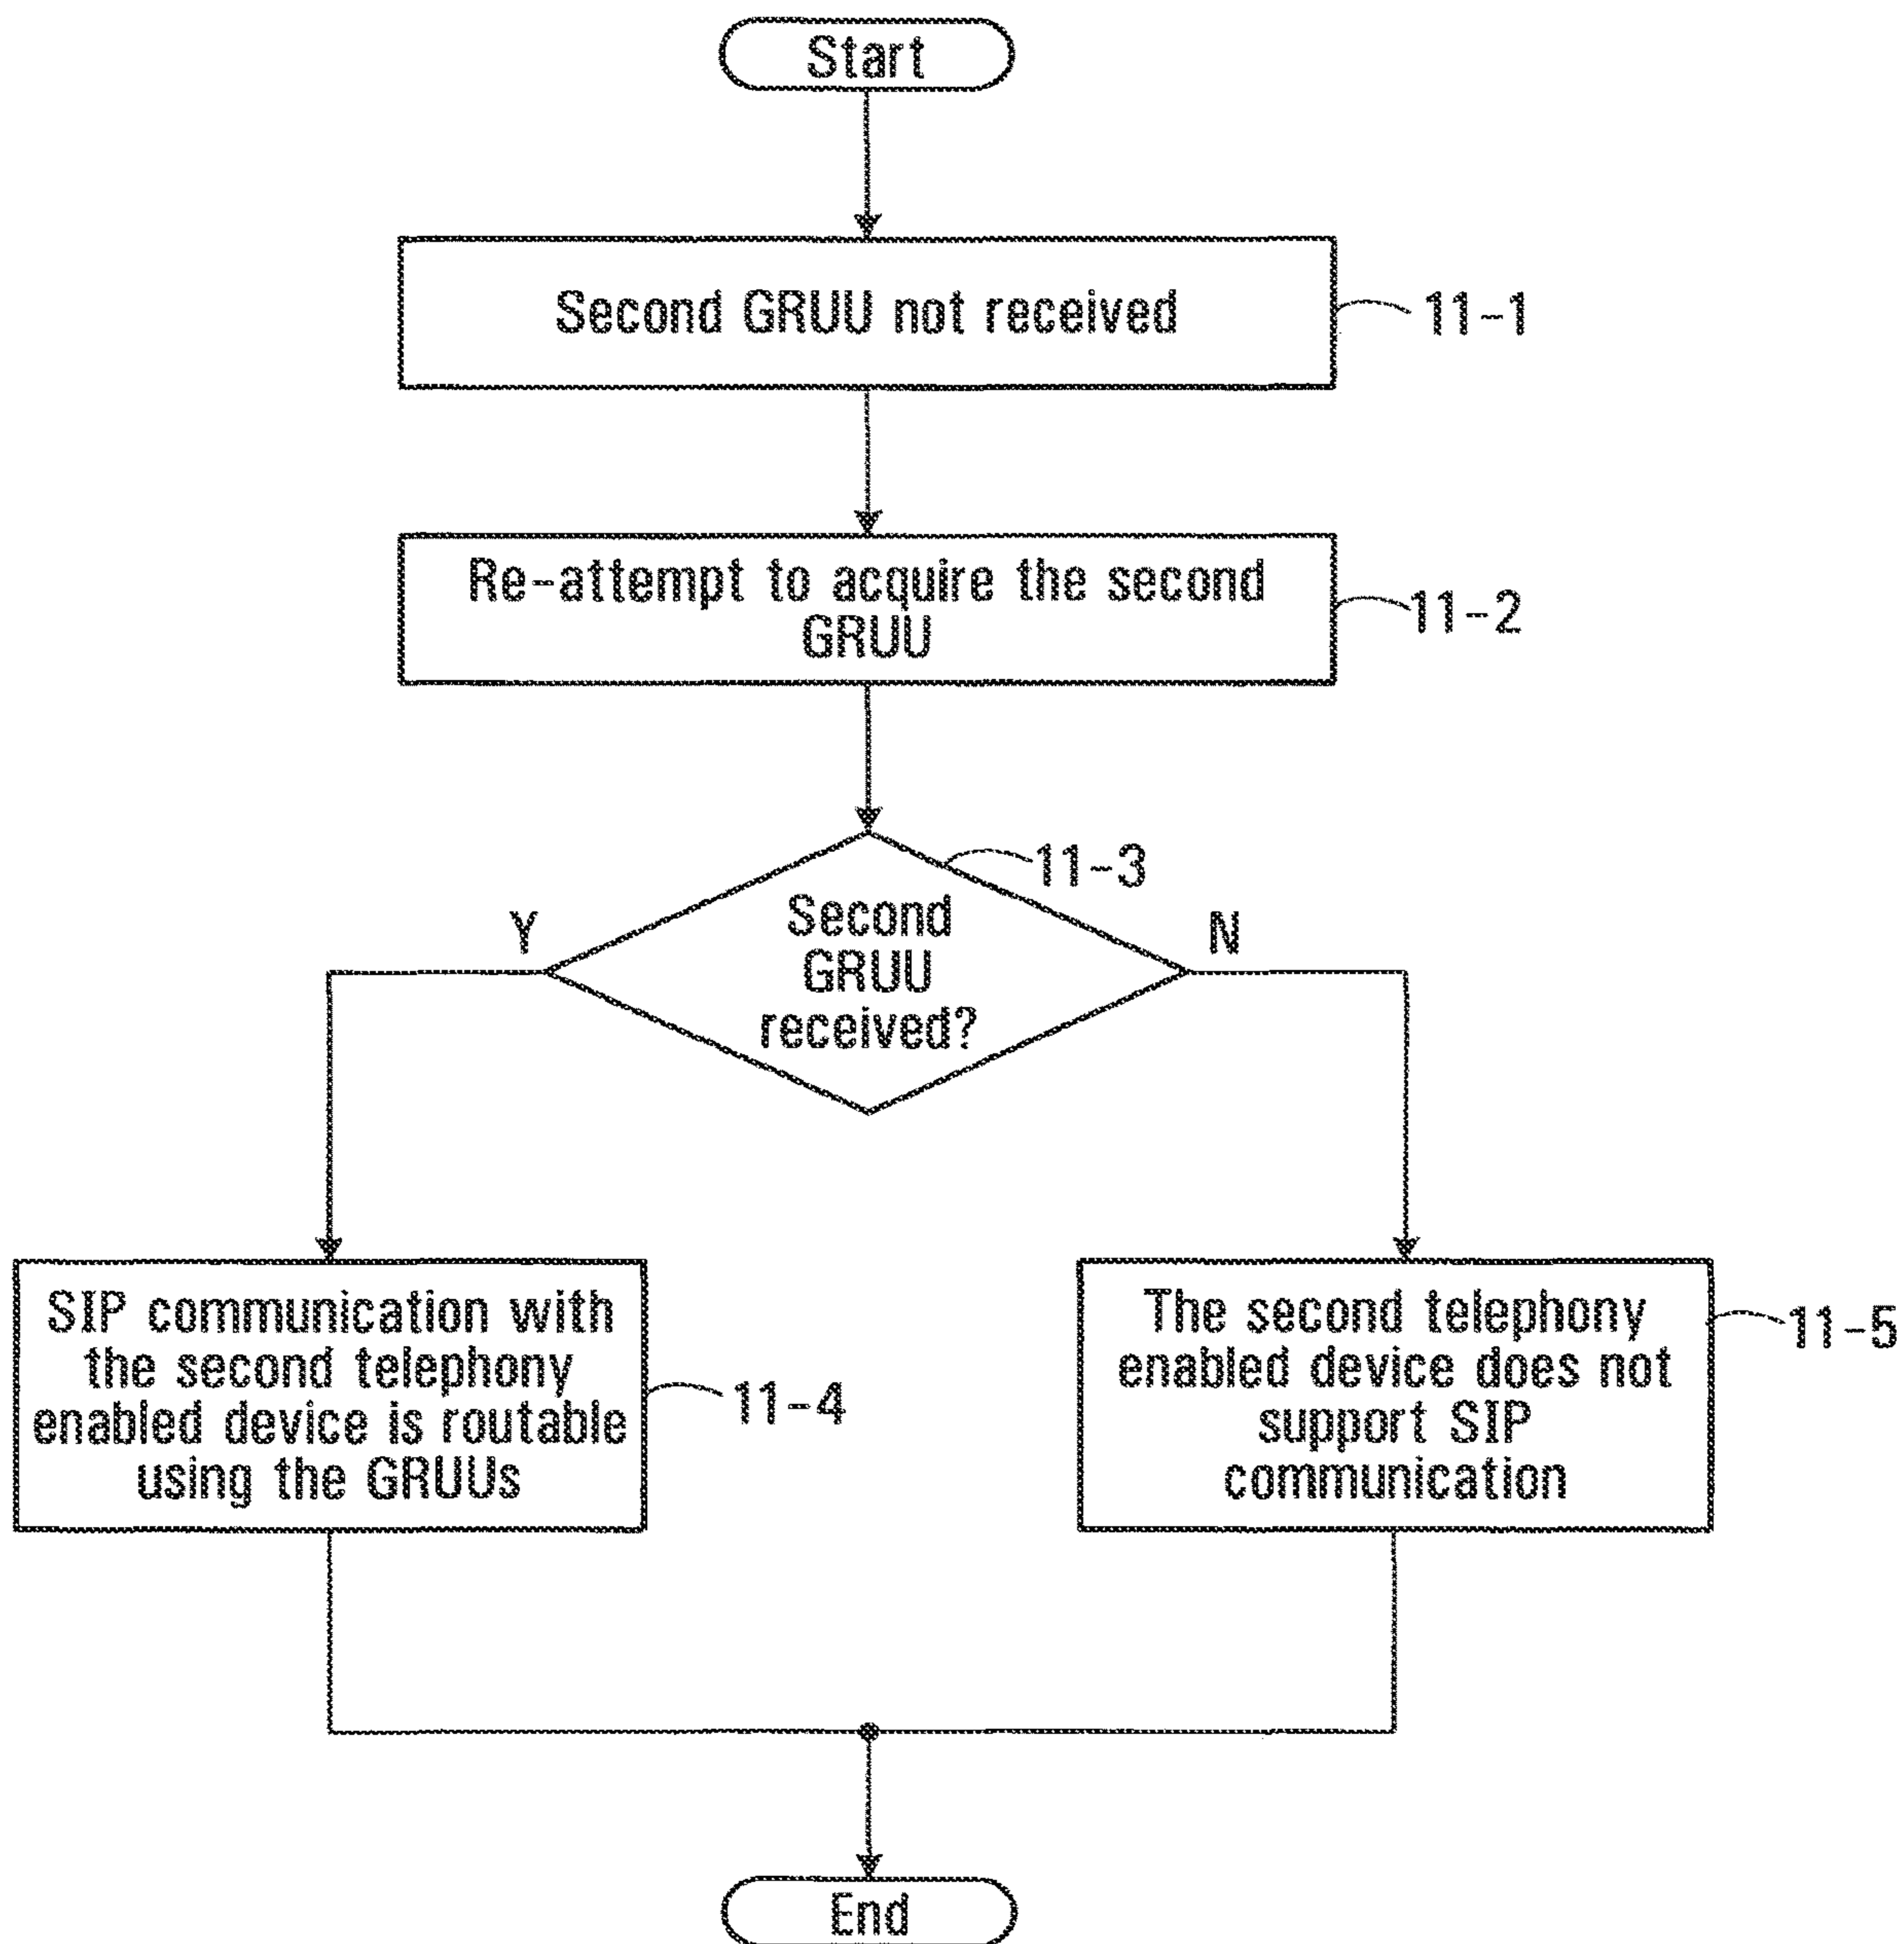 Start
Second GRUU not received
11-1
Re-attempt to acquire the second
GRUU
11-2
11-3
Second
GRUU
received?
Y
N
SIP communication with
the second telephony
enabled device is routable
using the GRUUs
11-4
The second telephony
enabled device does not
support SIP
communication
11-5
End